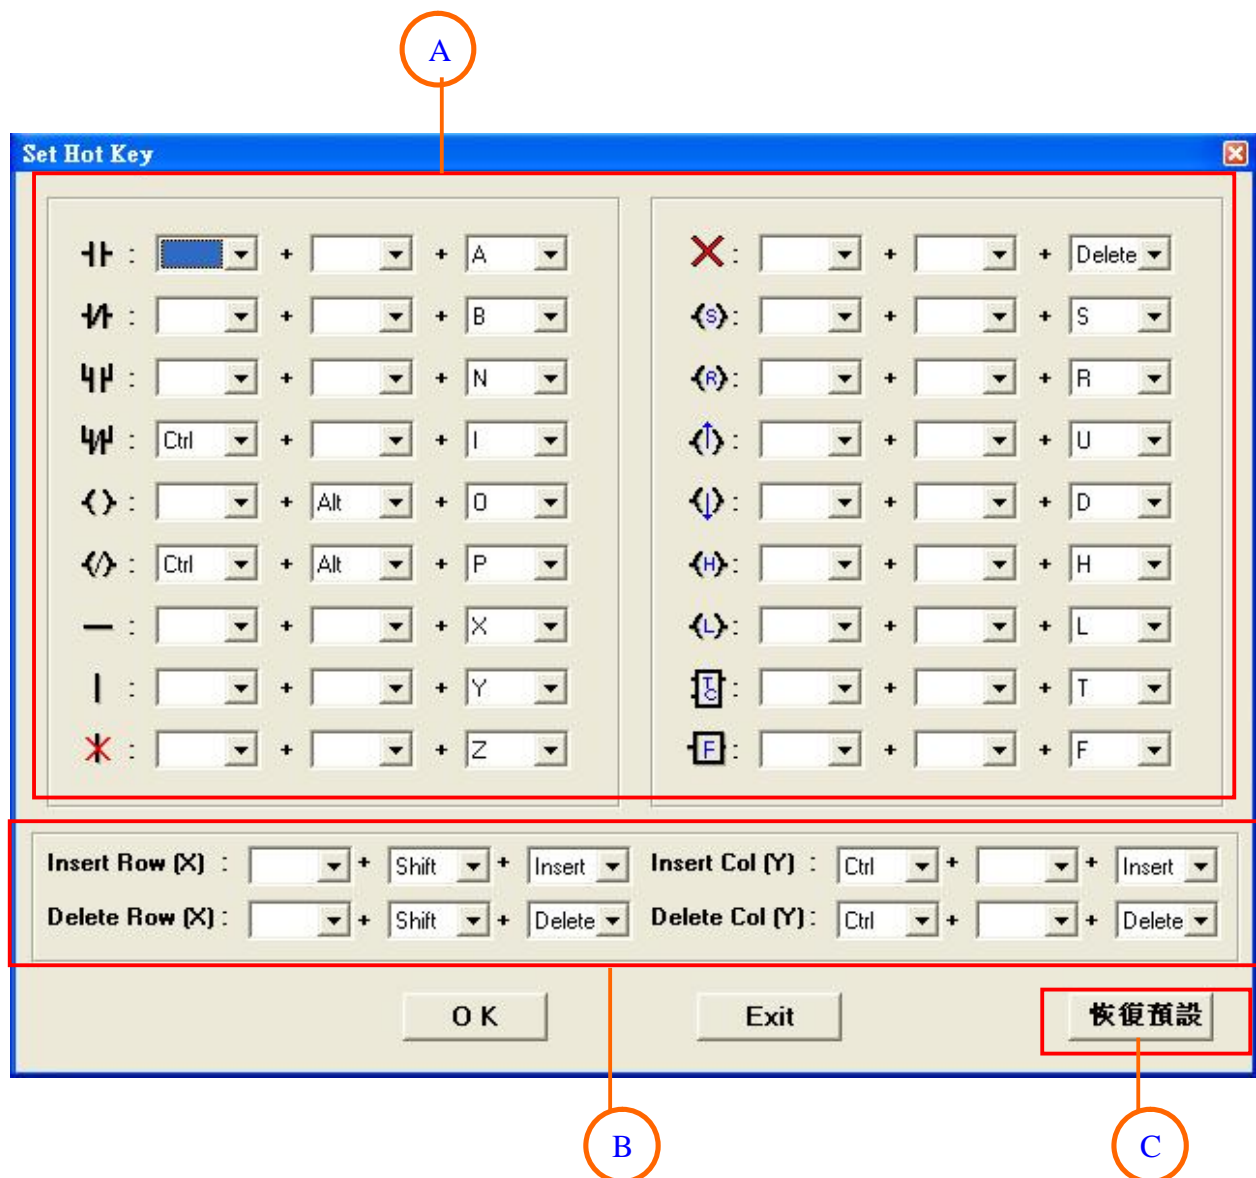 A
Set Hot Key
: + + A
: + + B
: + + N
: Ctrl + + I
: + Alt + O
: Ctrl + Alt + P
: + + X
: + + Y
: + + Z
: + + Delete
(S) : + + S
(R) : + + R
: + + U
: + + D
(H) : + + H
(L) : + + L
TC : + + T
F : + + F
Insert Row (X) : + Shift + Insert
Insert Col (Y) : Ctrl + + Insert
Delete Row (X) : + Shift + Delete
Delete Col (Y) : Ctrl + + Delete
O K
Exit
恢復預設
B
C